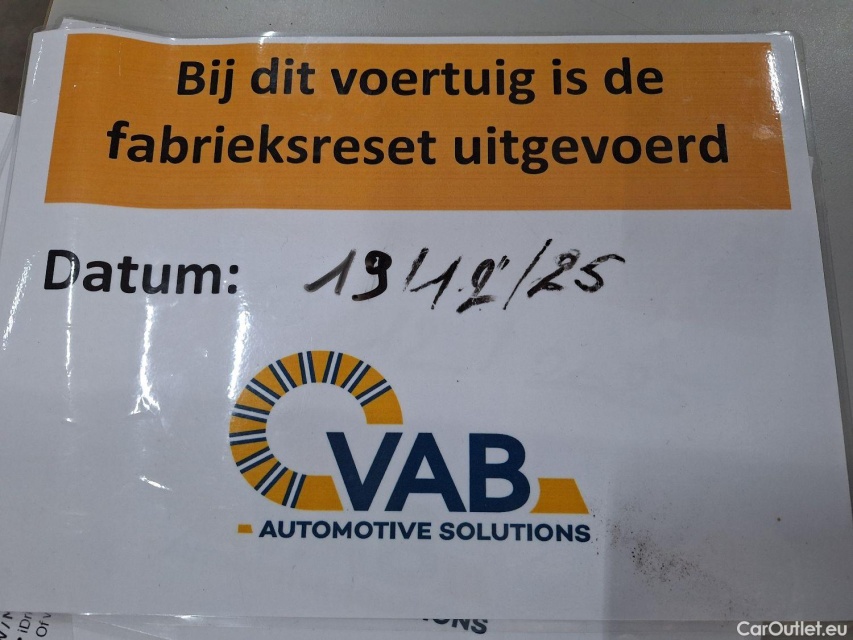 Bij dit voertuig is de
fabrieksreset uitgevoerd
Datum: 19/12/25
VAB
AUTOMOTIVE SOLUTIONS
CarOutlet.eu